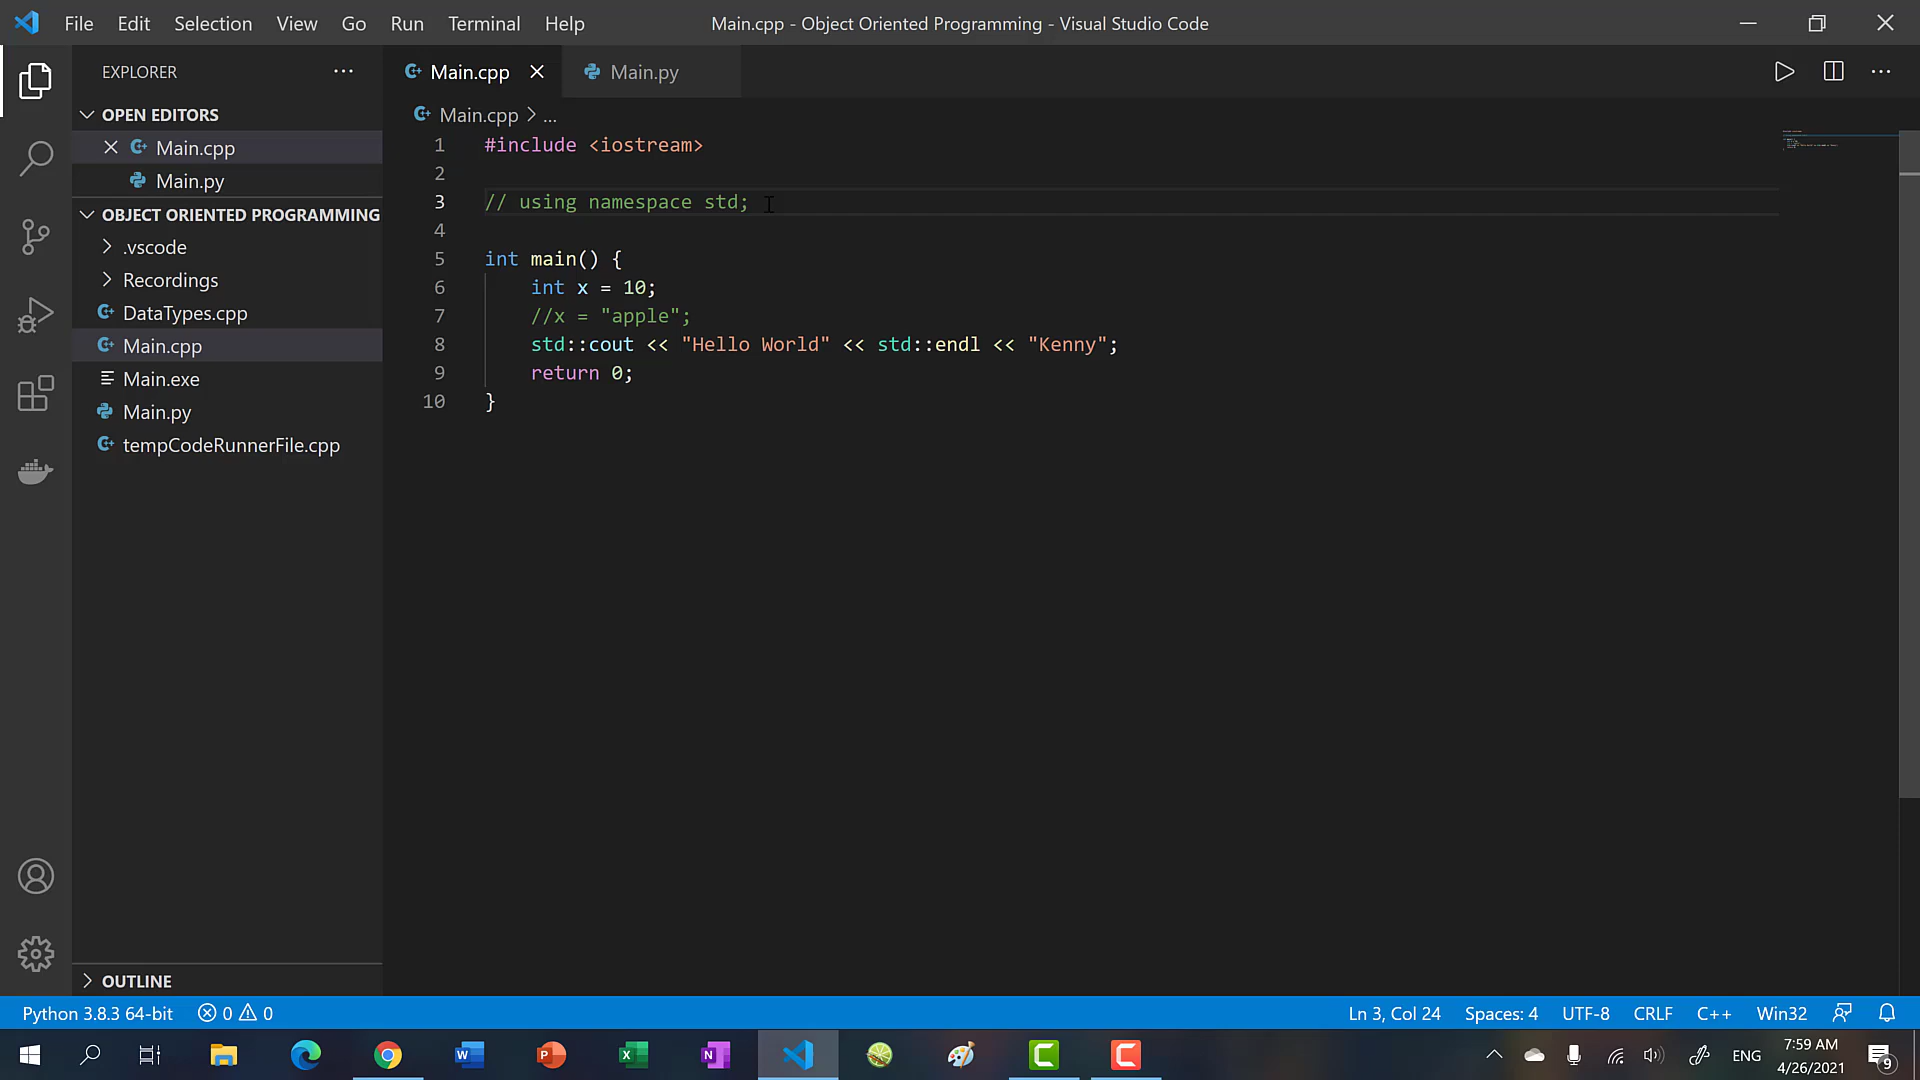 File Edit Selection View Go Run Terminal Help
Main.cpp - Object Oriented Programming - Visual Studio Code
EXPLORER
OPEN EDITORS
Main.cpp
Main.py
OBJECT ORIENTED PROGRAMMING
.vscode
Recordings
DataTypes.cpp
Main.cpp
Main.exe
Main.py
tempCodeRunnerFile.cpp
OUTLINE
Main.cpp
Main.py
Main.cpp > ...
1 #include <iostream>
2
3 // using namespace std;
4
5 int main() {
6 int x = 10;
7 //x = "apple";
8 std::cout << "Hello World" << std::endl << "Kenny";
9 return 0;
10 }
Python 3.8.3 64-bit 0 0
Ln 3, Col 24 Spaces: 4 UTF-8 CRLF C++ Win32
ENG
7:59 AM
4/26/2021
9